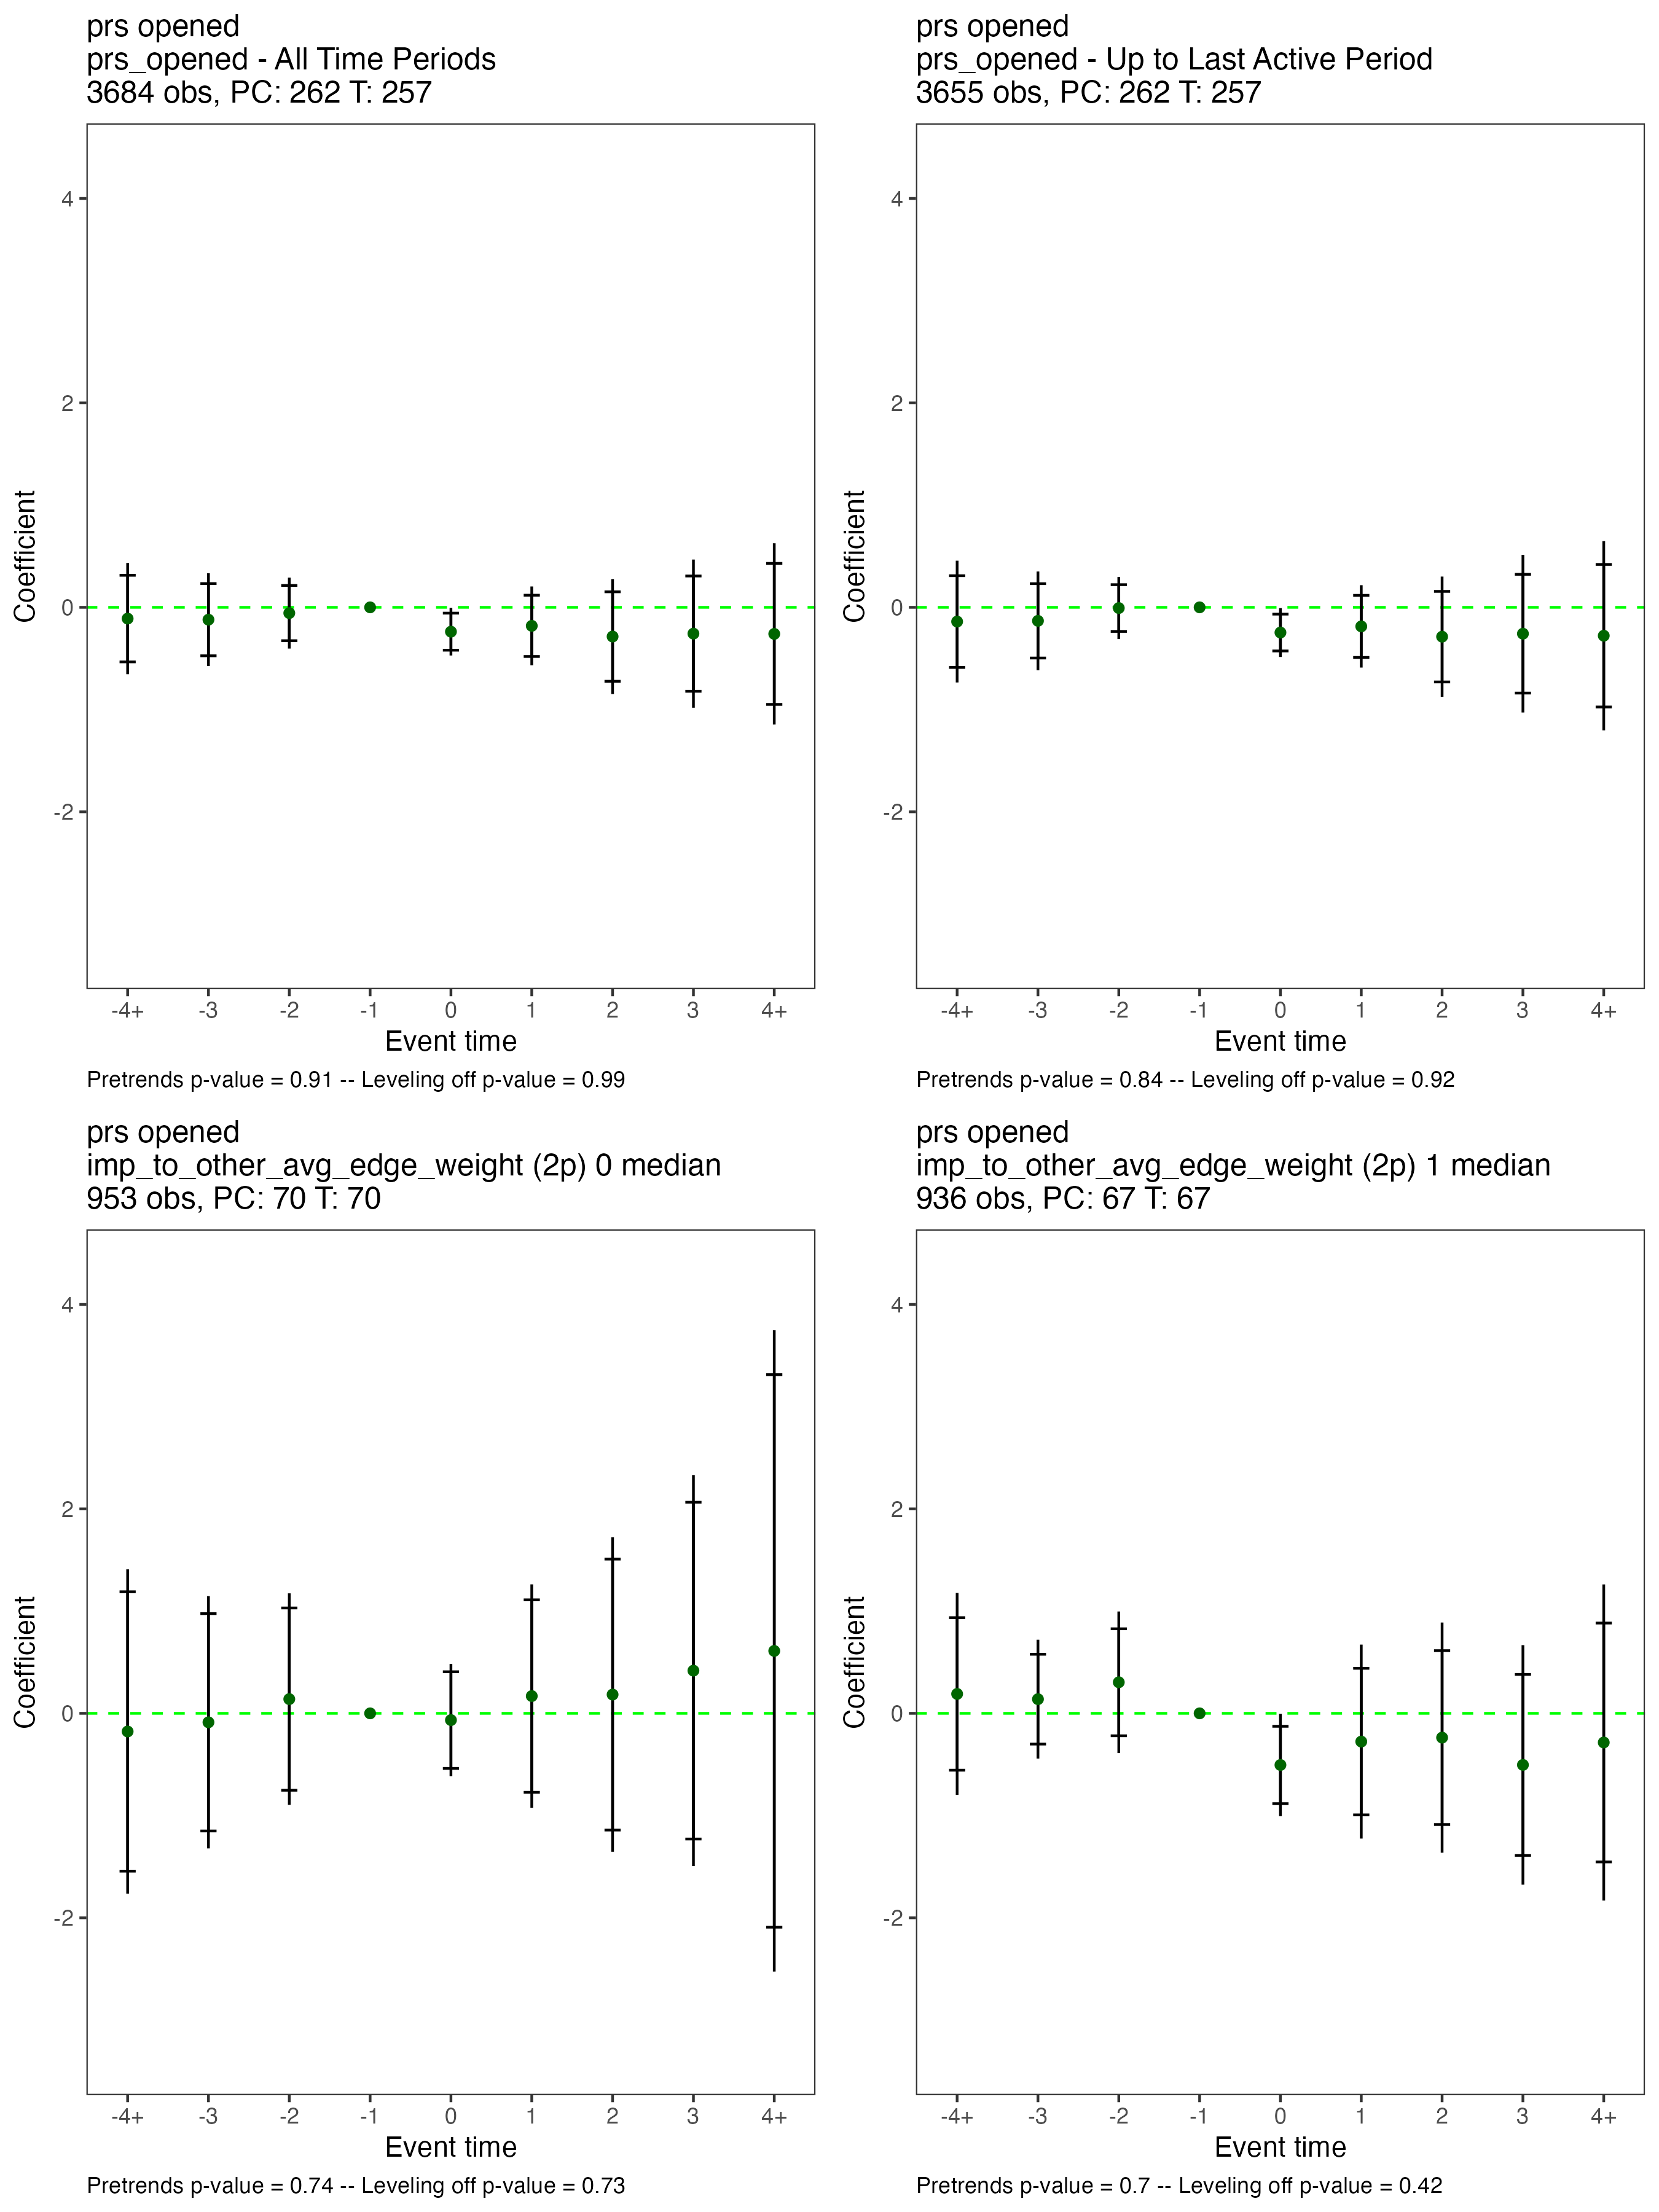 prs opened
prs_opened - All Time Periods
3684 obs, PC: 262 T: 257
4
2
0
-2
Coefficient
-4+ -3 -2 -1 0 1 2 3 4+
Event time
Pretrends p-value = 0.91 -- Leveling off p-value = 0.99
prs opened
prs_opened - Up to Last Active Period
3655 obs, PC: 262 T: 257
4
2
0
-2
Coefficient
-4+ -3 -2 -1 0 1 2 3 4+
Event time
Pretrends p-value = 0.84 -- Leveling off p-value = 0.92
prs opened
imp_to_other_avg_edge_weight (2p) 0 median
953 obs, PC: 70 T: 70
4
2
0
-2
Coefficient
-4+ -3 -2 -1 0 1 2 3 4+
Event time
Pretrends p-value = 0.74 -- Leveling off p-value = 0.73
prs opened
imp_to_other_avg_edge_weight (2p) 1 median
936 obs, PC: 67 T: 67
4
2
0
-2
Coefficient
-4+ -3 -2 -1 0 1 2 3 4+
Event time
Pretrends p-value = 0.7 -- Leveling off p-value = 0.42